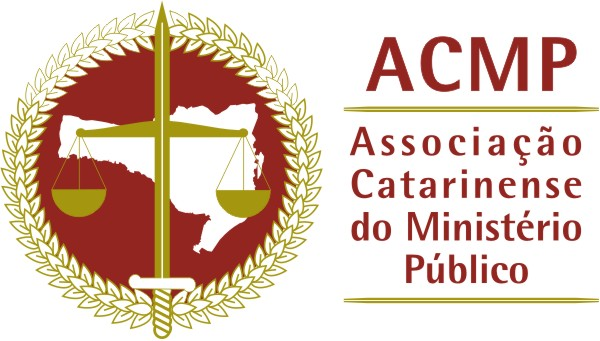 ACMP
Associação
Catarinense
do Ministério
Público